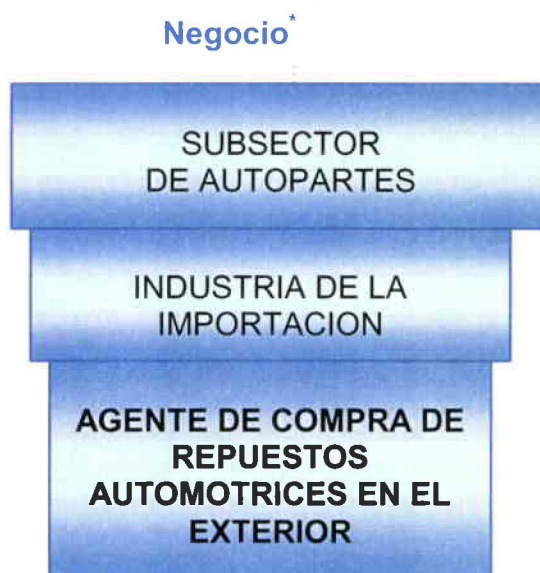 Negocio*
SUBSECTOR
DE AUTOPARTES
INDUSTRIA DE LA
IMPORTACION
AGENTE DE COMPRA DE
REPUESTOS
AUTOMOTRICES EN EL
EXTERIOR